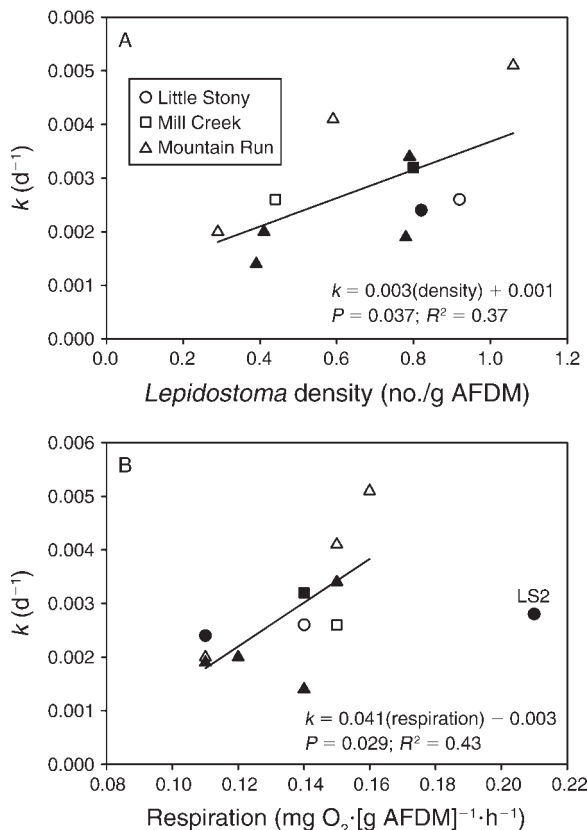 A
0.006
0.005
0.004
0.003
0.002
0.001
0.000
k (d⁻¹)
Little Stony
Mill Creek
Mountain Run
k = 0.003(density) + 0.001
P = 0.037; R² = 0.37
0.0 0.2 0.4 0.6 0.8 1.0 1.2
Lepidostoma density (no./g AFDM)
B
0.006
0.005
0.004
0.003
0.002
0.001
0.000
k (d⁻¹)
LS2
k = 0.041(respiration) − 0.003
P = 0.029; R² = 0.43
0.08 0.10 0.12 0.14 0.16 0.18 0.20 0.22
Respiration (mg O₂·[g AFDM]⁻¹·h⁻¹)